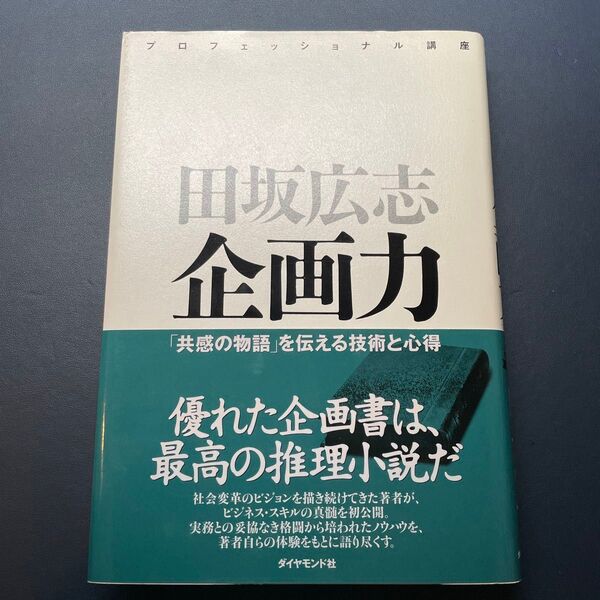 プロフェッショナル講座
田坂広志
企画力
「共感の物語」を伝える技術と心得
優れた企画書は、
最高の推理小説だ
社会変革のビジョンを描き続けてきた著者が、
ビジネス・スキルの真髄を初公開。
実務との妥協なき格闘から培われたノウハウを、
著者自らの体験をもとに語り尽くす。
ダイヤモンド社